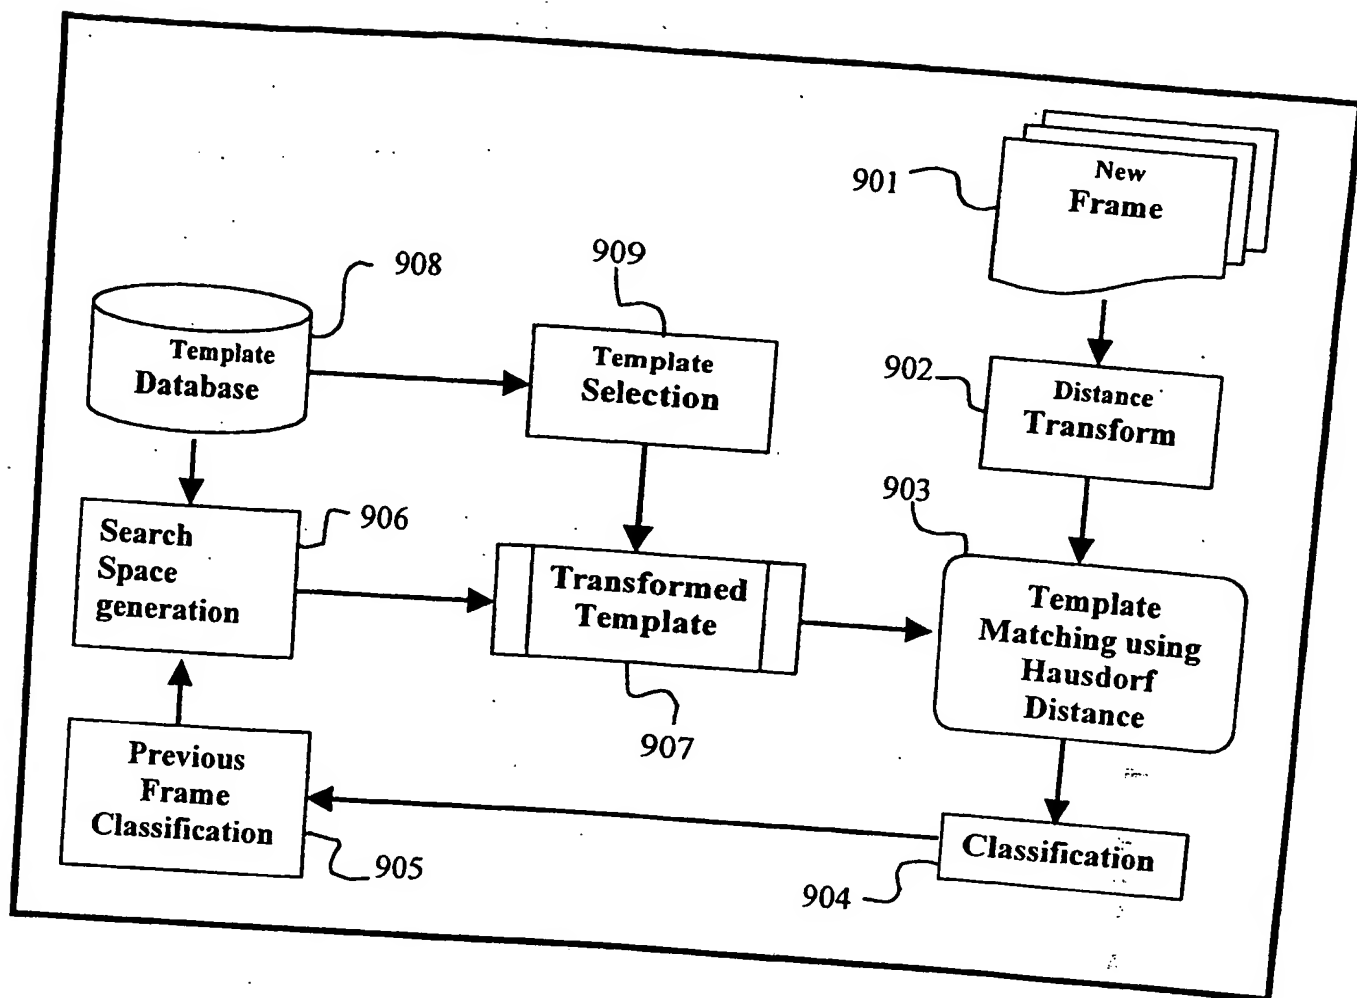 901
New
Frame
908
Template
Database
909
Template
Selection
902
Distance
Transform
906
Search
Space
generation
Transformed
Template
907
903
Template
Matching using
Hausdorf
Distance
Previous
Frame
Classification
905
Classification
904